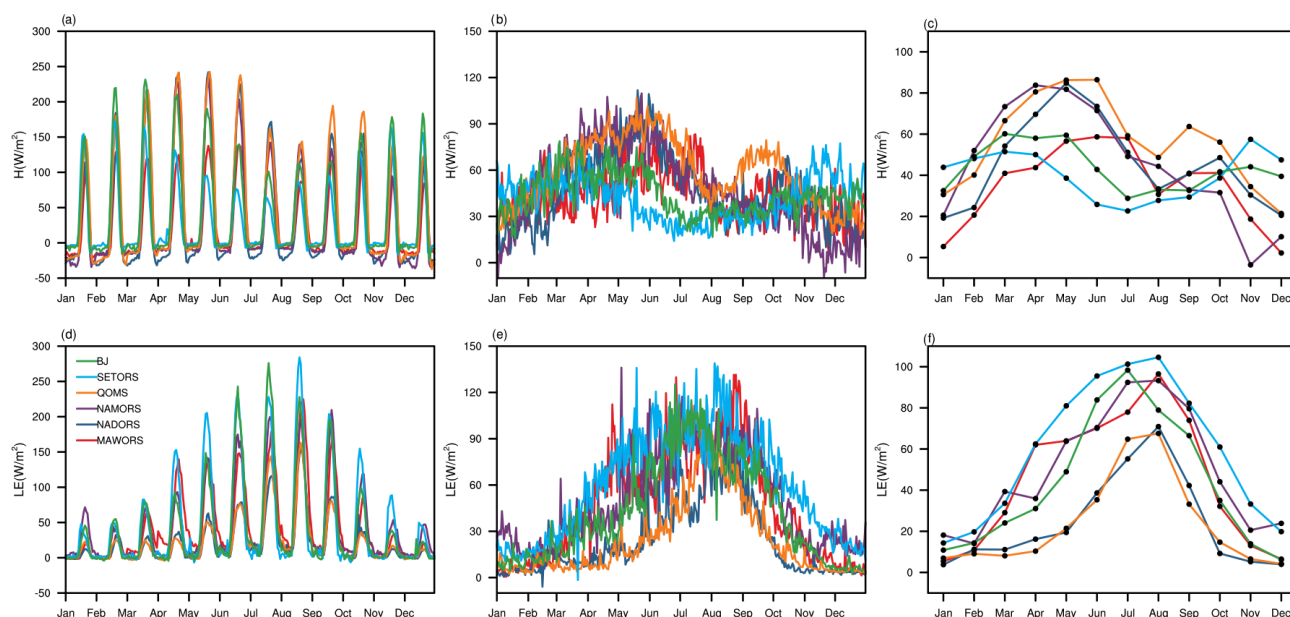 (a)
300
250
200
150
100
50
0
-50
H(W/m²)
Jan Feb Mar Apr May Jun Jul Aug Sep Oct Nov Dec
(b)
150
120
90
60
30
0
H(W/m²)
Jan Feb Mar Apr May Jun Jul Aug Sep Oct Nov Dec
(c)
100
80
60
40
20
0
H(W/m²)
Jan Feb Mar Apr May Jun Jul Aug Sep Oct Nov Dec
(d)
300
250
200
150
100
50
0
-50
LE(W/m²)
BJ
SETORS
QOMS
NAMORS
NADORS
MAWORS
Jan Feb Mar Apr May Jun Jul Aug Sep Oct Nov Dec
(e)
150
120
90
60
30
0
LE(W/m²)
Jan Feb Mar Apr May Jun Jul Aug Sep Oct Nov Dec
(f)
100
80
60
40
20
0
LE(W/m²)
Jan Feb Mar Apr May Jun Jul Aug Sep Oct Nov Dec